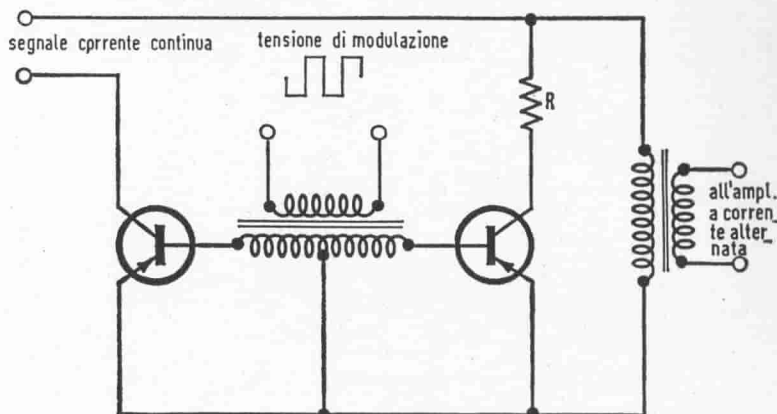 segnale cprrente continua
tensione di modulazione
R
all'ampl.
a corren_
te alter_
nata